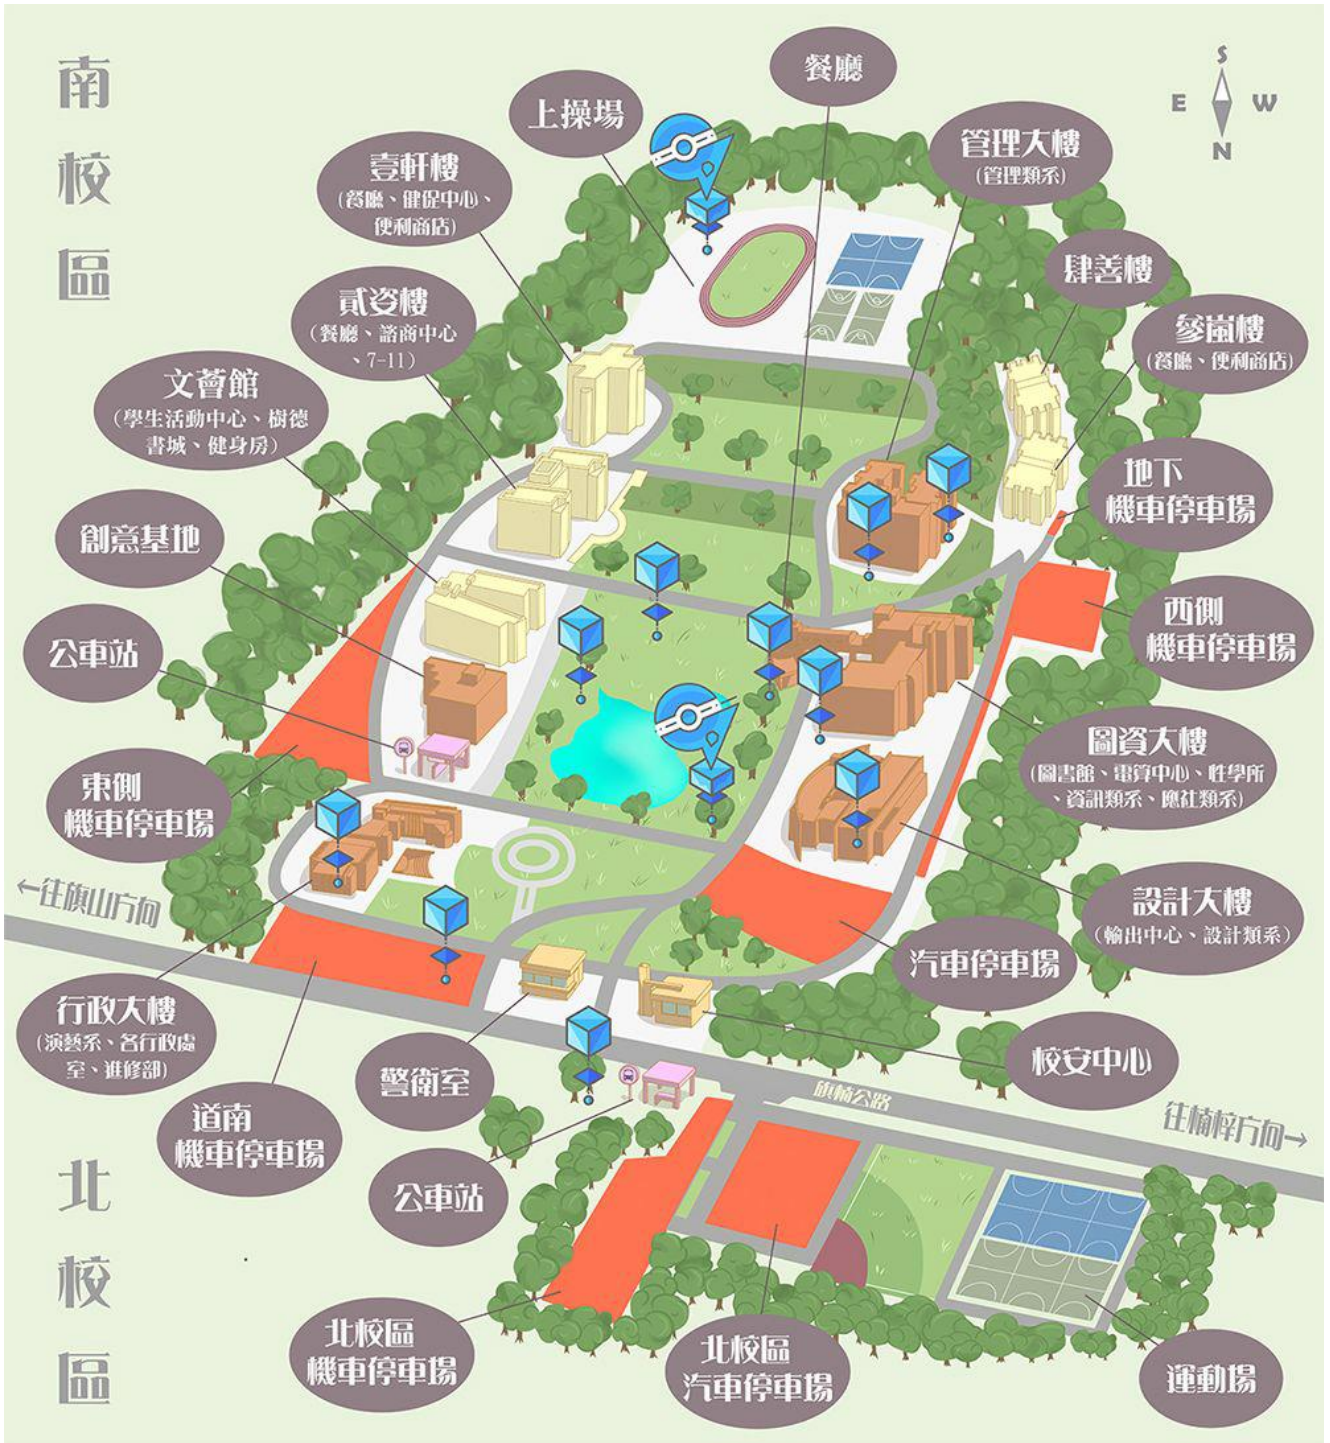 南校區
S
E W
N
餐廳
上操場
管理大樓
(管理類系)
壹軒樓
(餐廳、健促中心、
便利商店)
肆善樓
貳姿樓
(餐廳、諮商中心
、7-11)
參嵐樓
(餐廳、便利商店)
文薈館
(學生活動中心、樹德
書城、健身房)
地下
機車停車場
創意基地
西側
機車停車場
公車站
圖資大樓
(圖書館、電算中心、性學所
、資訊類系、應社類系)
東側
機車停車場
←往旗山方向
設計大樓
(輸出中心、設計類系)
汽車停車場
行政大樓
(演藝系、各行政處
室、進修部)
警衛室
校安中心
旗楠公路
往楠梓方向→
道南
機車停車場
公車站
北校區
北校區
機車停車場
北校區
汽車停車場
運動場